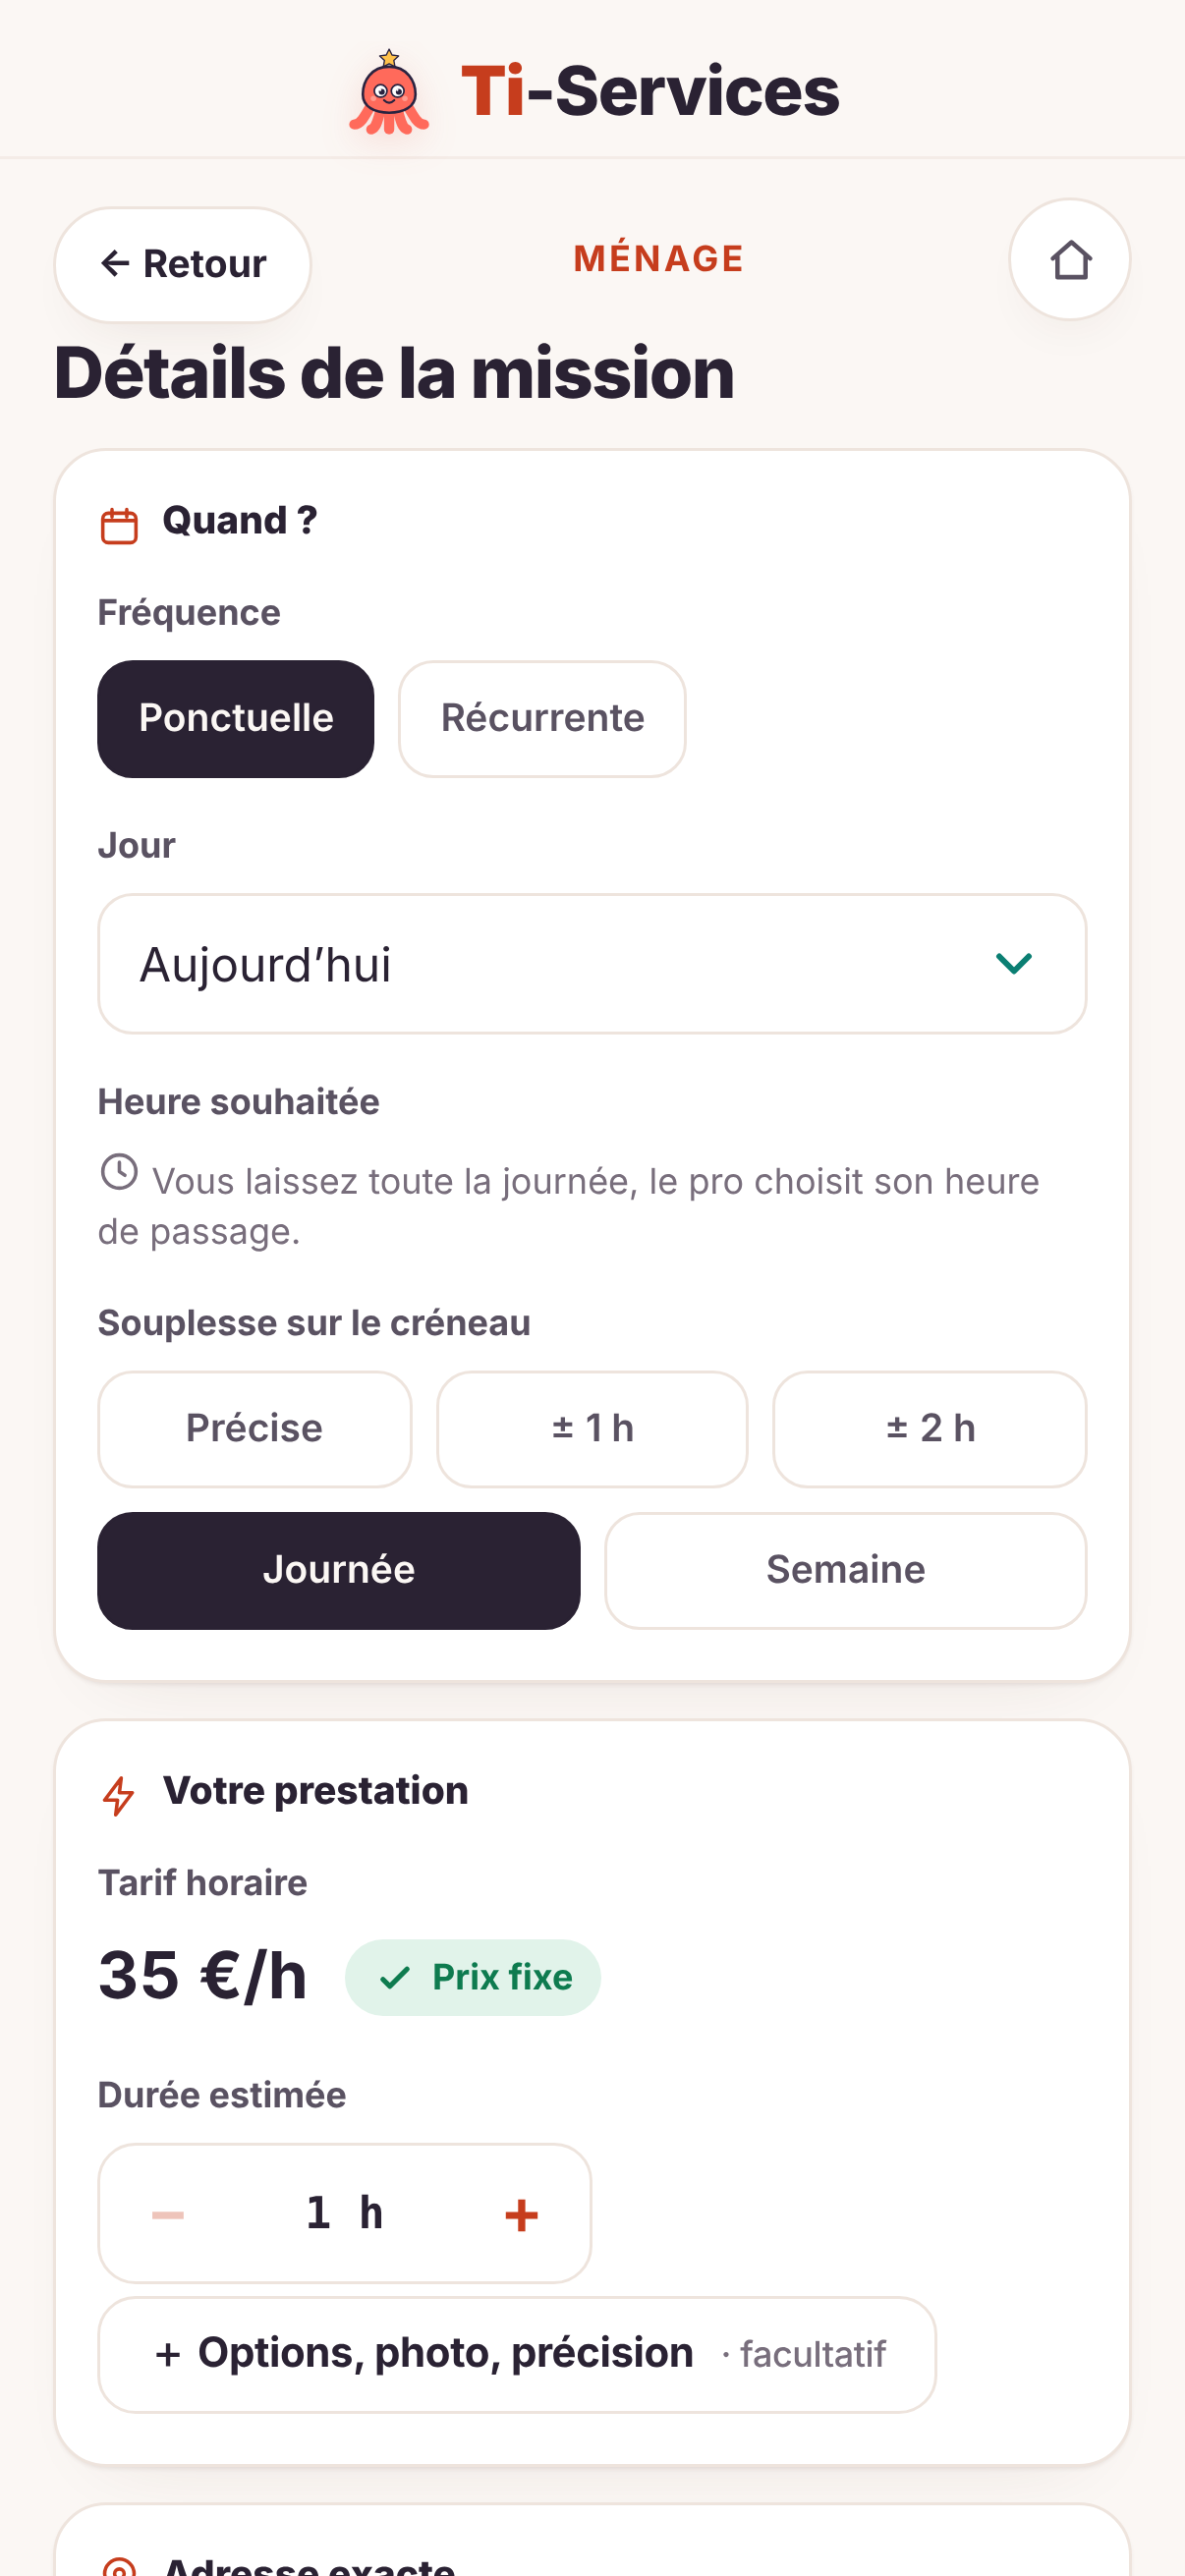 Ti-Services
← Retour
MÉNAGE
Détails de la mission
Quand ?
Fréquence
Ponctuelle
Récurrente
Jour
Aujourd’hui
Heure souhaitée
Vous laissez toute la journée, le pro choisit son heure
de passage.
Souplesse sur le créneau
Précise
± 1 h
± 2 h
Journée
Semaine
Votre prestation
Tarif horaire
35 €/h
Prix fixe
Durée estimée
− 1 h +
+ Options, photo, précision · facultatif
Adresse exacte